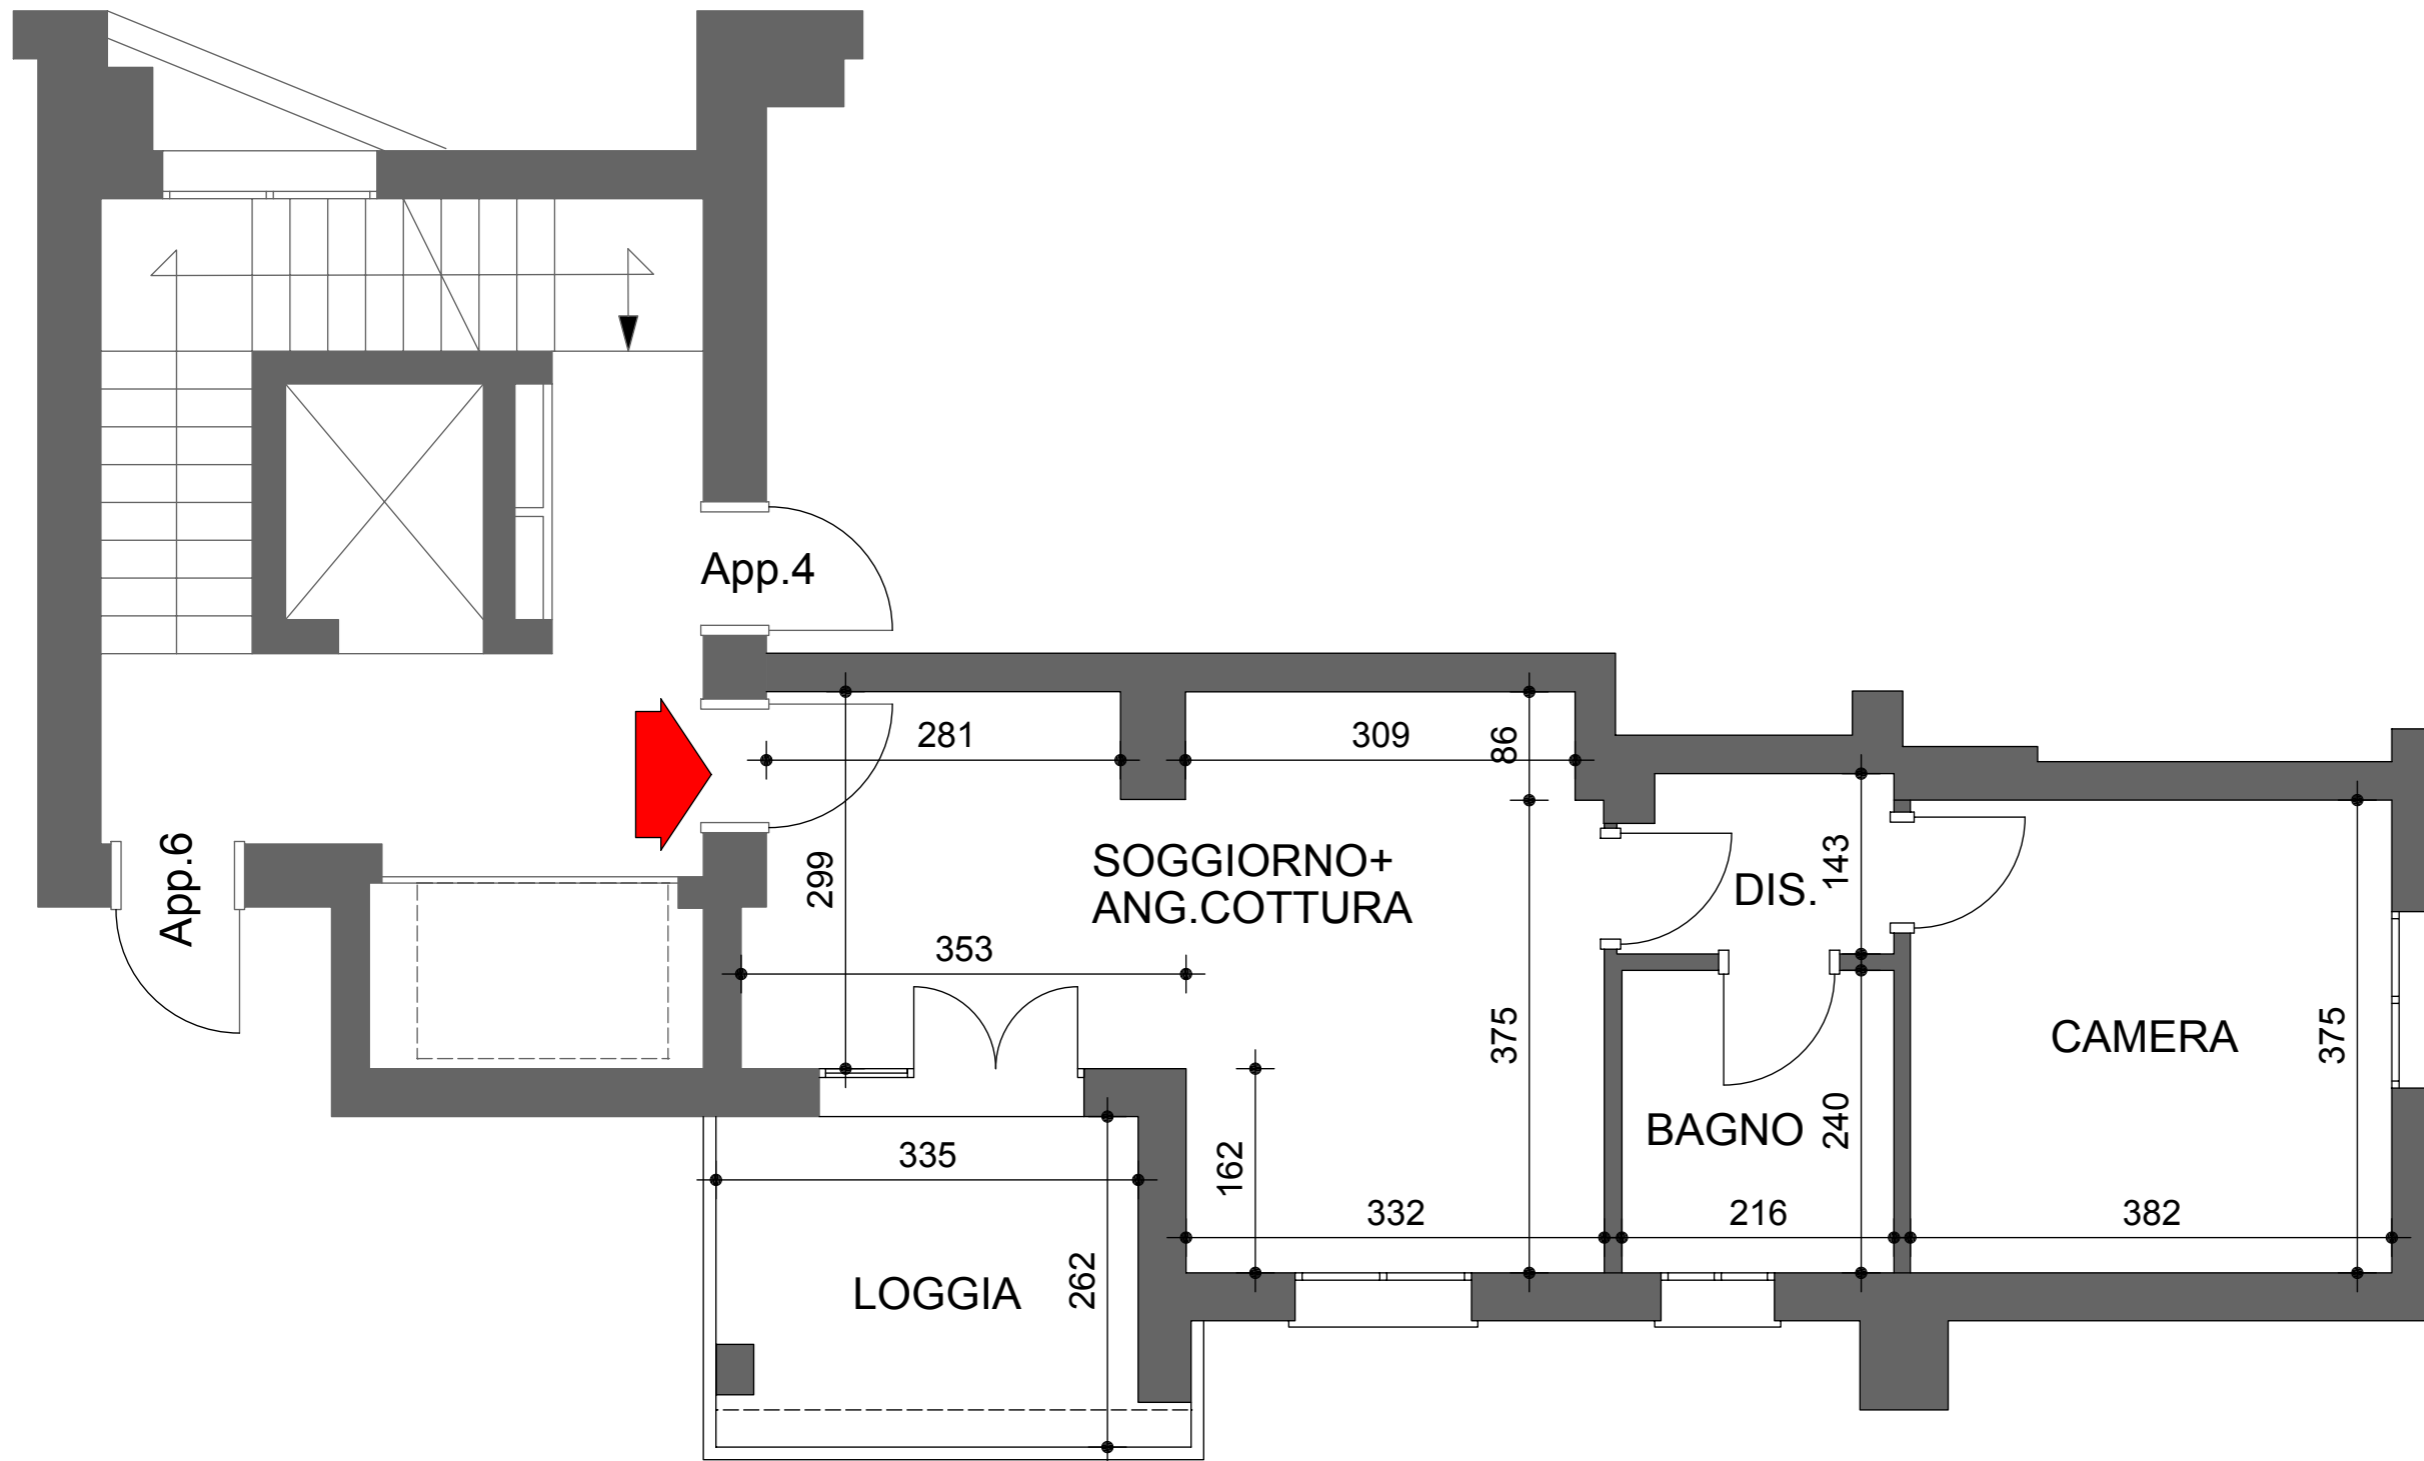 App.4
281
309
86
App.6
299
SOGGIORNO+
ANG.COTTURA
143
DIS.
353
375
CAMERA
375
BAGNO
240
335
162
332
216
382
LOGGIA
262